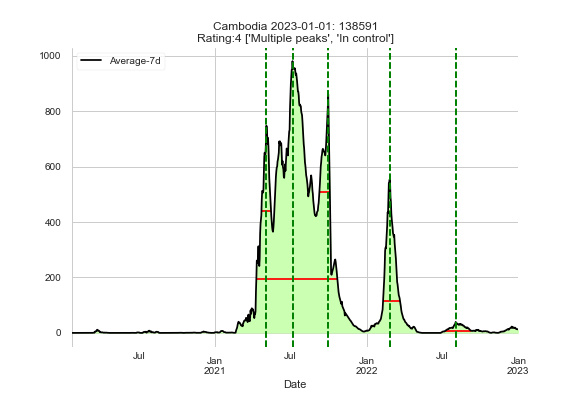 Cambodia 2023-01-01: 138591
Rating:4 ['Multiple peaks', 'In control']
Average-7d
1000
800
600
400
200
0
Jul
Jan
2021
Jul
Jan
2022
Jul
Jan
2023
Date